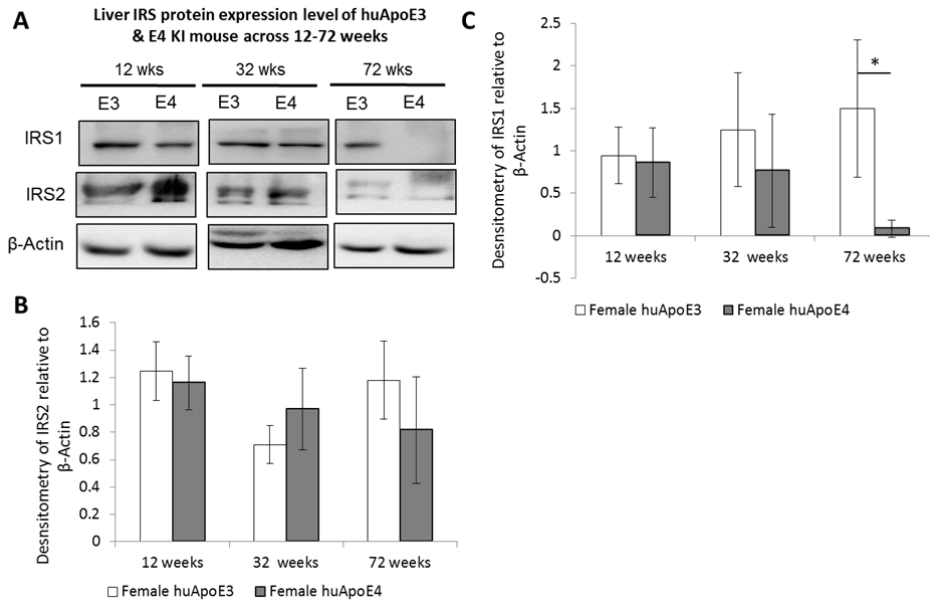 A
Liver IRS protein expression level of huApoE3
& E4 KI mouse across 12-72 weeks
12 wks 32 wks 72 wks
E3 E4 E3 E4 E3 E4
IRS1
IRS2
β-Actin
B
Desnsitometry of IRS2 relative to
β-Actin
1.6
1.4
1.2
1
0.8
0.6
0.4
0.2
0
12 weeks 32 weeks 72 weeks
Female huApoE3 Female huApoE4
C
Desnsitometry of IRS1 relative to
β-Actin
2.5
2
1.5
1
0.5
0
-0.5
*
12 weeks 32 weeks 72 weeks
Female huApoE3 Female huApoE4